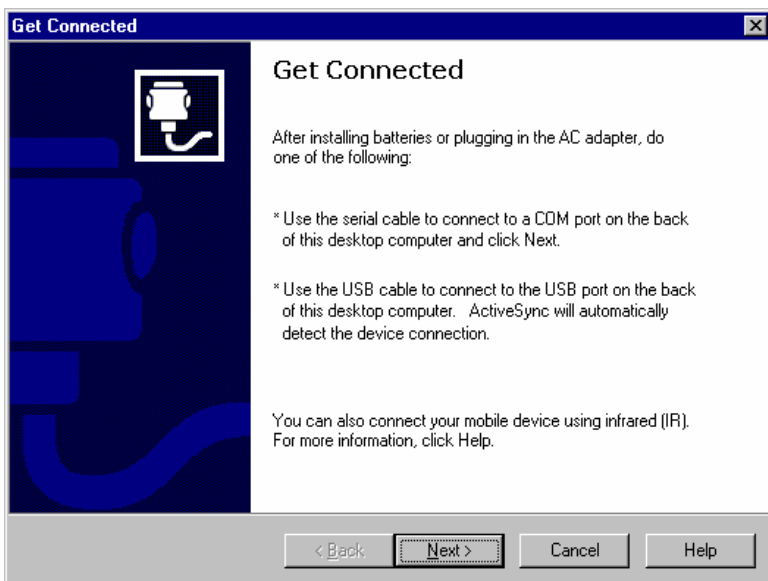 Get Connected
Get Connected
After installing batteries or plugging in the AC adapter, do
one of the following:
* Use the serial cable to connect to a COM port on the back
of this desktop computer and click Next.
* Use the USB cable to connect to the USB port on the back
of this desktop computer.  ActiveSync will automatically
detect the device connection.
You can also connect your mobile device using infrared (IR).
For more information, click Help.
< Back Next > Cancel Help